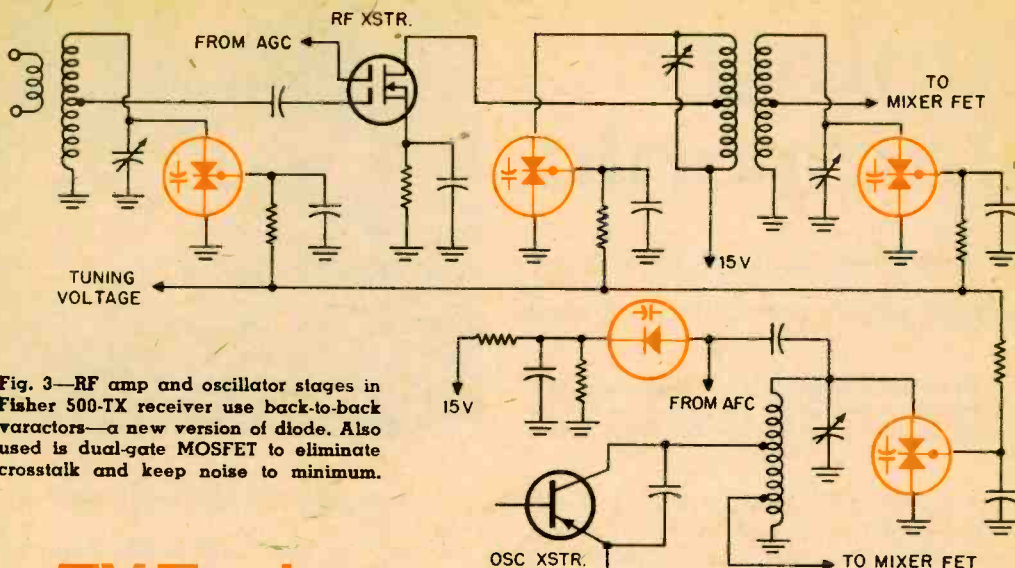 RF XSTR.
FROM AGC
TO
MIXER FET
15 V
TUNING
VOLTAGE
15 V
FROM AFC
OSC XSTR.
TO MIXER FET
Fig. 3—RF amp and oscillator stages in
Fisher 500-TX receiver use back-to-back
varactors—a new version of diode. Also
used is dual-gate MOSFET to eliminate
crosstalk and keep noise to minimum.